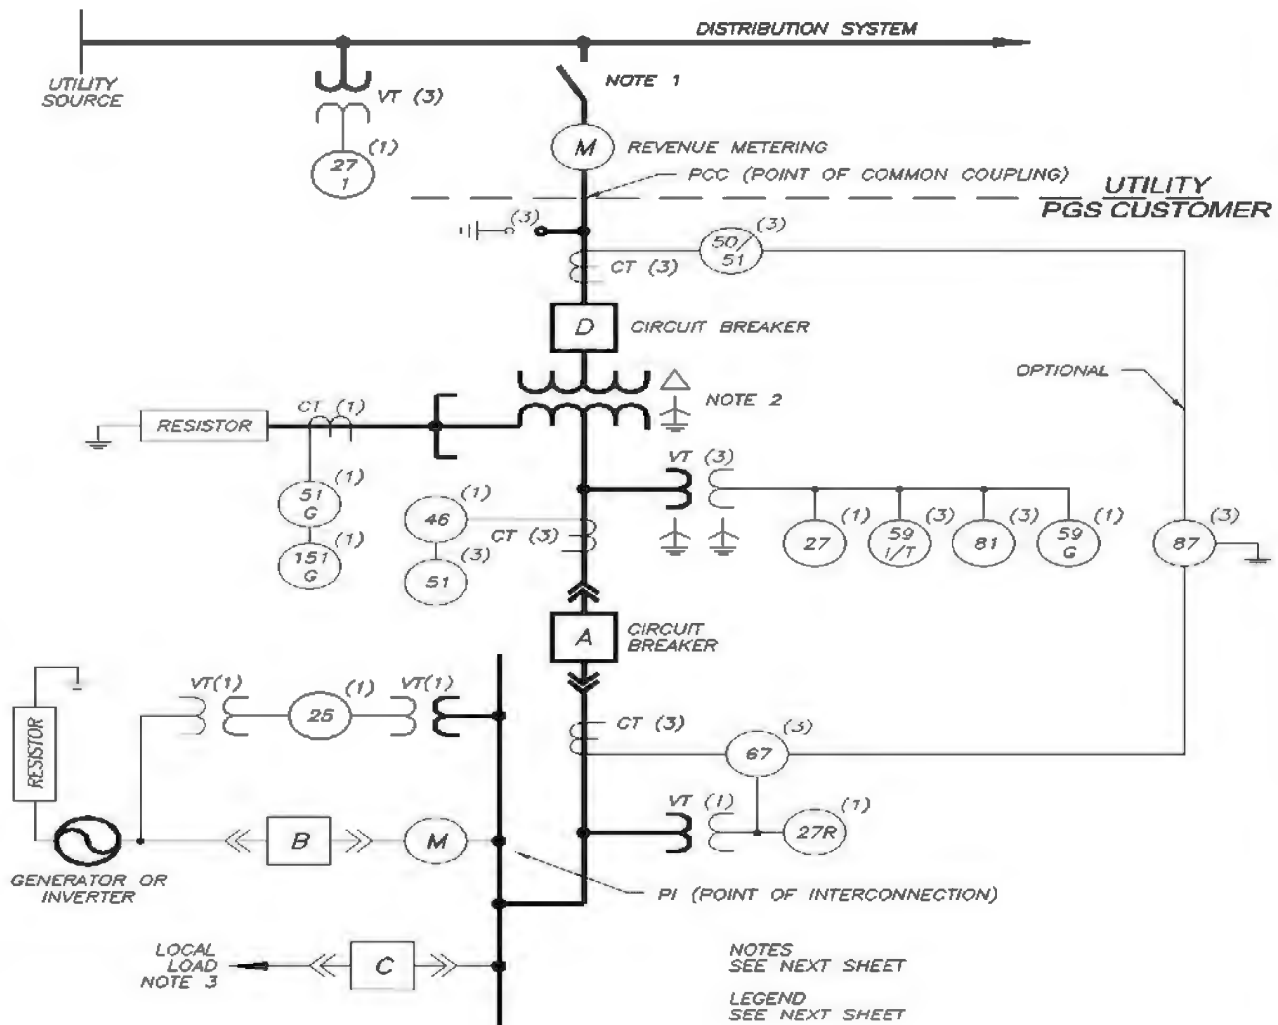 DISTRIBUTION SYSTEM
UTILITY
SOURCE
VT (3)
NOTE 1
27
1
(1)
M
REVENUE METERING
PCC (POINT OF COMMON COUPLING)
UTILITY
PGS CUSTOMER
(3)
CT (3)
50/
51
(3)
D
CIRCUIT BREAKER
OPTIONAL
NOTE 2
RESISTOR
CT (1)
51
G
(1)
151
G
(1)
46
(1)
51
(3)
CT (3)
VT (3)
27
(1)
59
I/T
(3)
81
(3)
59
G
(1)
87
(3)
A
CIRCUIT
BREAKER
VT(1)
25
(1)
VT(1)
CT (3)
67
(3)
RESISTOR
VT (1)
27R
(1)
B
M
GENERATOR OR
INVERTER
PI (POINT OF INTERCONNECTION)
LOCAL
LOAD
NOTE 3
C
NOTES
SEE NEXT SHEET
LEGEND
SEE NEXT SHEET